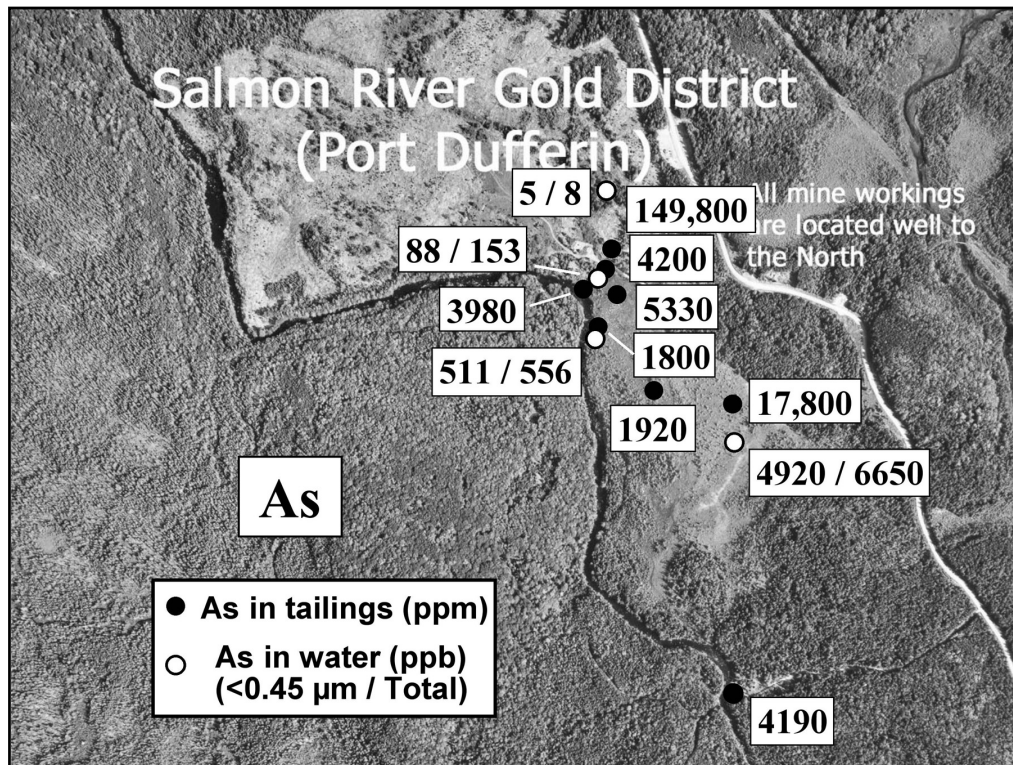 Salmon River Gold District
(Port Dufferin)
5 / 8
149,800
All mine workings
are located well to
the North
88 / 153
4200
3980
5330
511 / 556
1800
1920
17,800
4920 / 6650
As
As in tailings (ppm)
As in water (ppb)
(<0.45 µm / Total)
4190